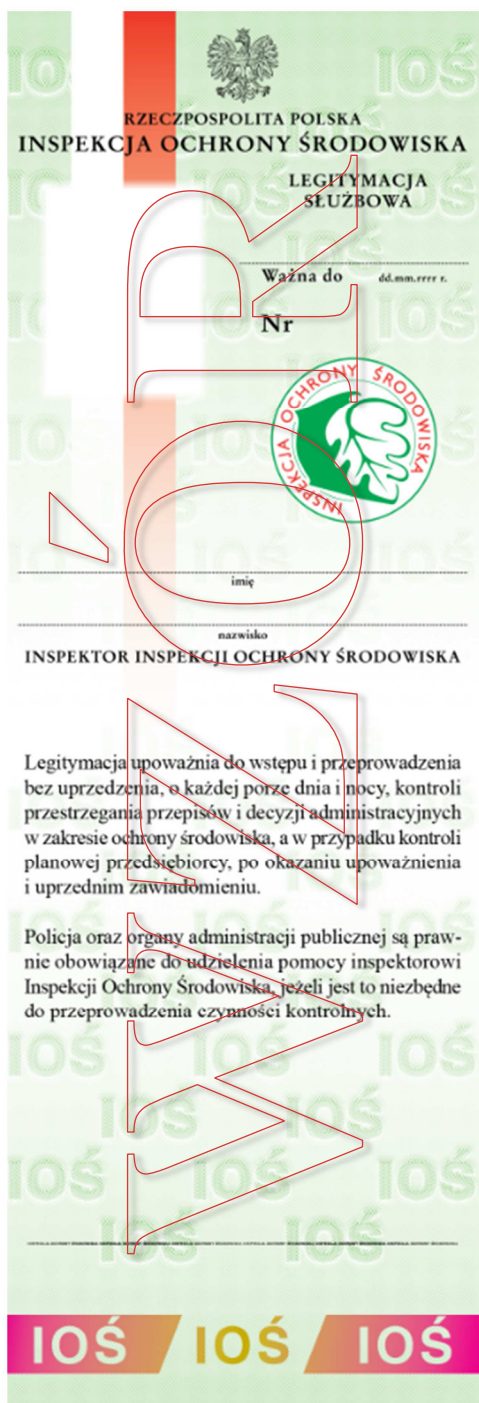 RZECZPOSPOLITA POLSKA
INSPEKCJA OCHRONY ŚRODOWISKA
LEGITYMACJA
SŁUŻBOWA
Ważna do dd.mm.rrrr r.
Nr
INSPEKCJA OCHRONY ŚRODOWISKA
imię
nazwisko
INSPEKTOR INSPEKCJI OCHRONY ŚRODOWISKA
Legitymacja upoważnia do wstępu i przeprowadzenia
bez uprzedzenia, o każdej porze dnia i nocy, kontroli
przestrzegania przepisów i decyzji administracyjnych
w zakresie ochrony środowiska, a w przypadku kontroli
planowej przedsiębiorcy, po okazaniu upoważnienia
i uprzednim zawiadomieniu.
Policja oraz organy administracji publicznej są praw-
nie obowiązane do udzielenia pomocy inspektorowi
Inspekcji Ochrony Środowiska, jeżeli jest to niezbędne
do przeprowadzenia czynności kontrolnych.
IOŚ IOŚ IOŚ
WZÓR